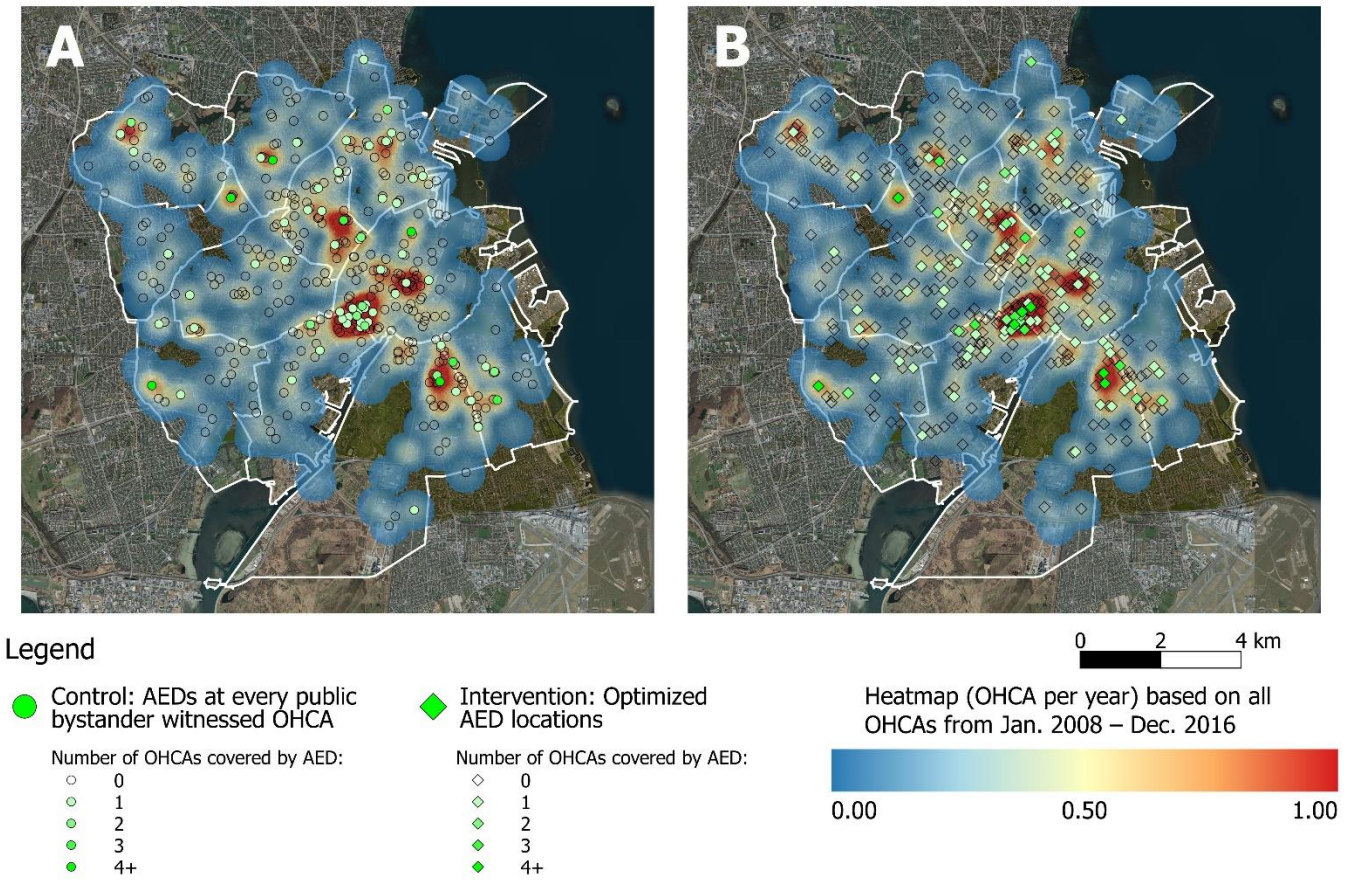 A
B
Legend
0 2 4 km
Control: AEDs at every public
bystander witnessed OHCA
Number of OHCAs covered by AED:
0
1
2
3
4+
Intervention: Optimized
AED locations
Number of OHCAs covered by AED:
0
1
2
3
4+
Heatmap (OHCA per year) based on all
OHCAs from Jan. 2008 – Dec. 2016
0.00 0.50 1.00